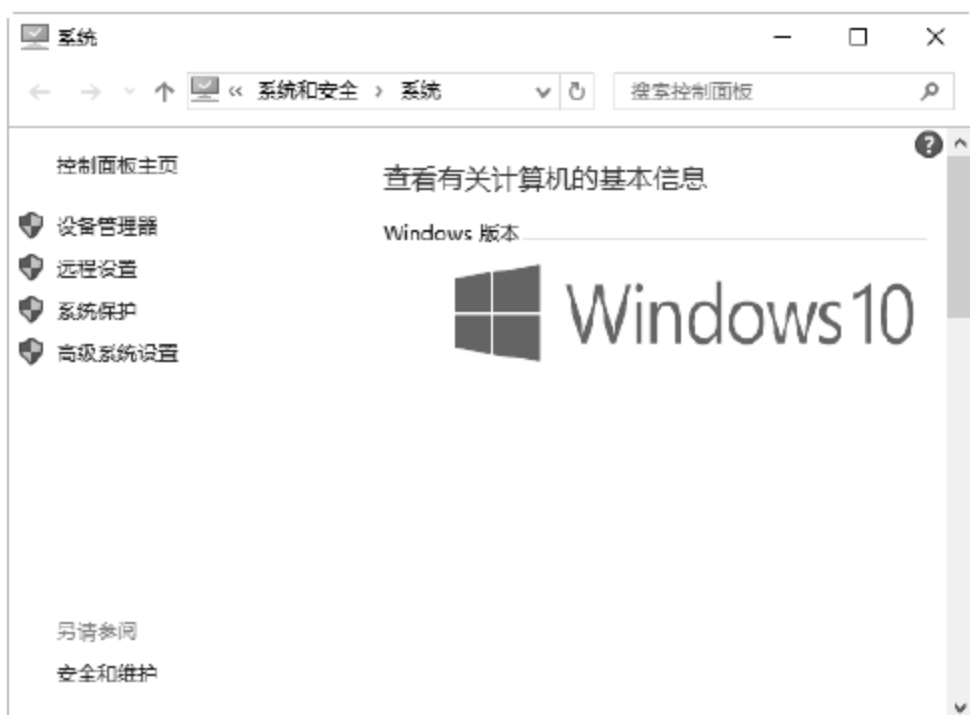 系统
« 系统和安全 › 系统
搜索控制面板
控制面板主页
设备管理器
远程设置
系统保护
高级系统设置
查看有关计算机的基本信息
Windows 版本
Windows 10
另请参阅
安全和维护